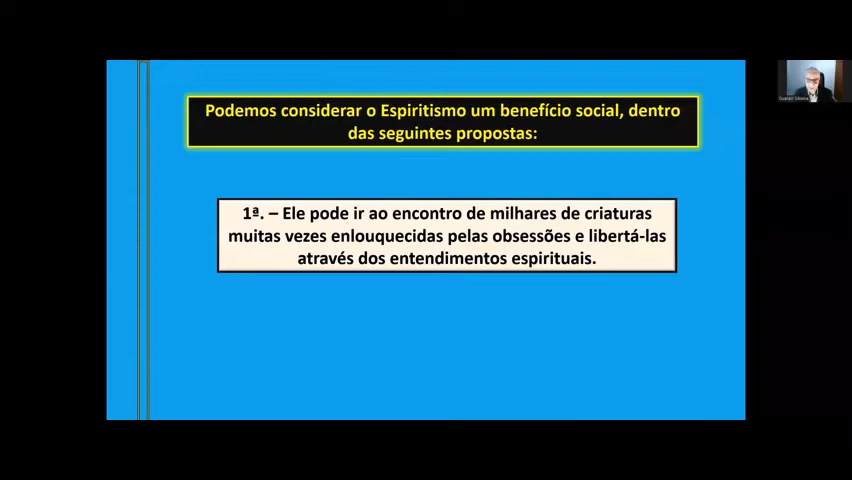 Podemos considerar o Espiritismo um benefício social, dentro
das seguintes propostas:
1ª. – Ele pode ir ao encontro de milhares de criaturas
muitas vezes enlouquecidas pelas obsessões e libertá-las
através dos entendimentos espirituais.